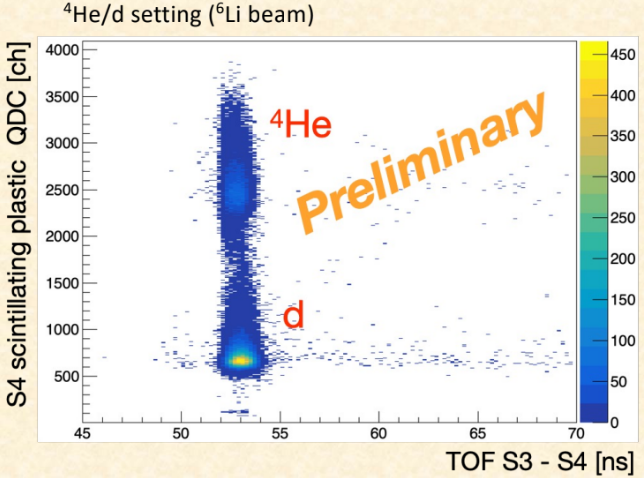 ⁴He/d setting (⁶Li beam)
S4 scintillating plastic QDC [ch]
4000
3500
3000
2500
2000
1500
1000
500
⁴He
Preliminary
d
450
400
350
300
250
200
150
100
50
0
45 50 55 60 65 70
TOF S3 - S4 [ns]